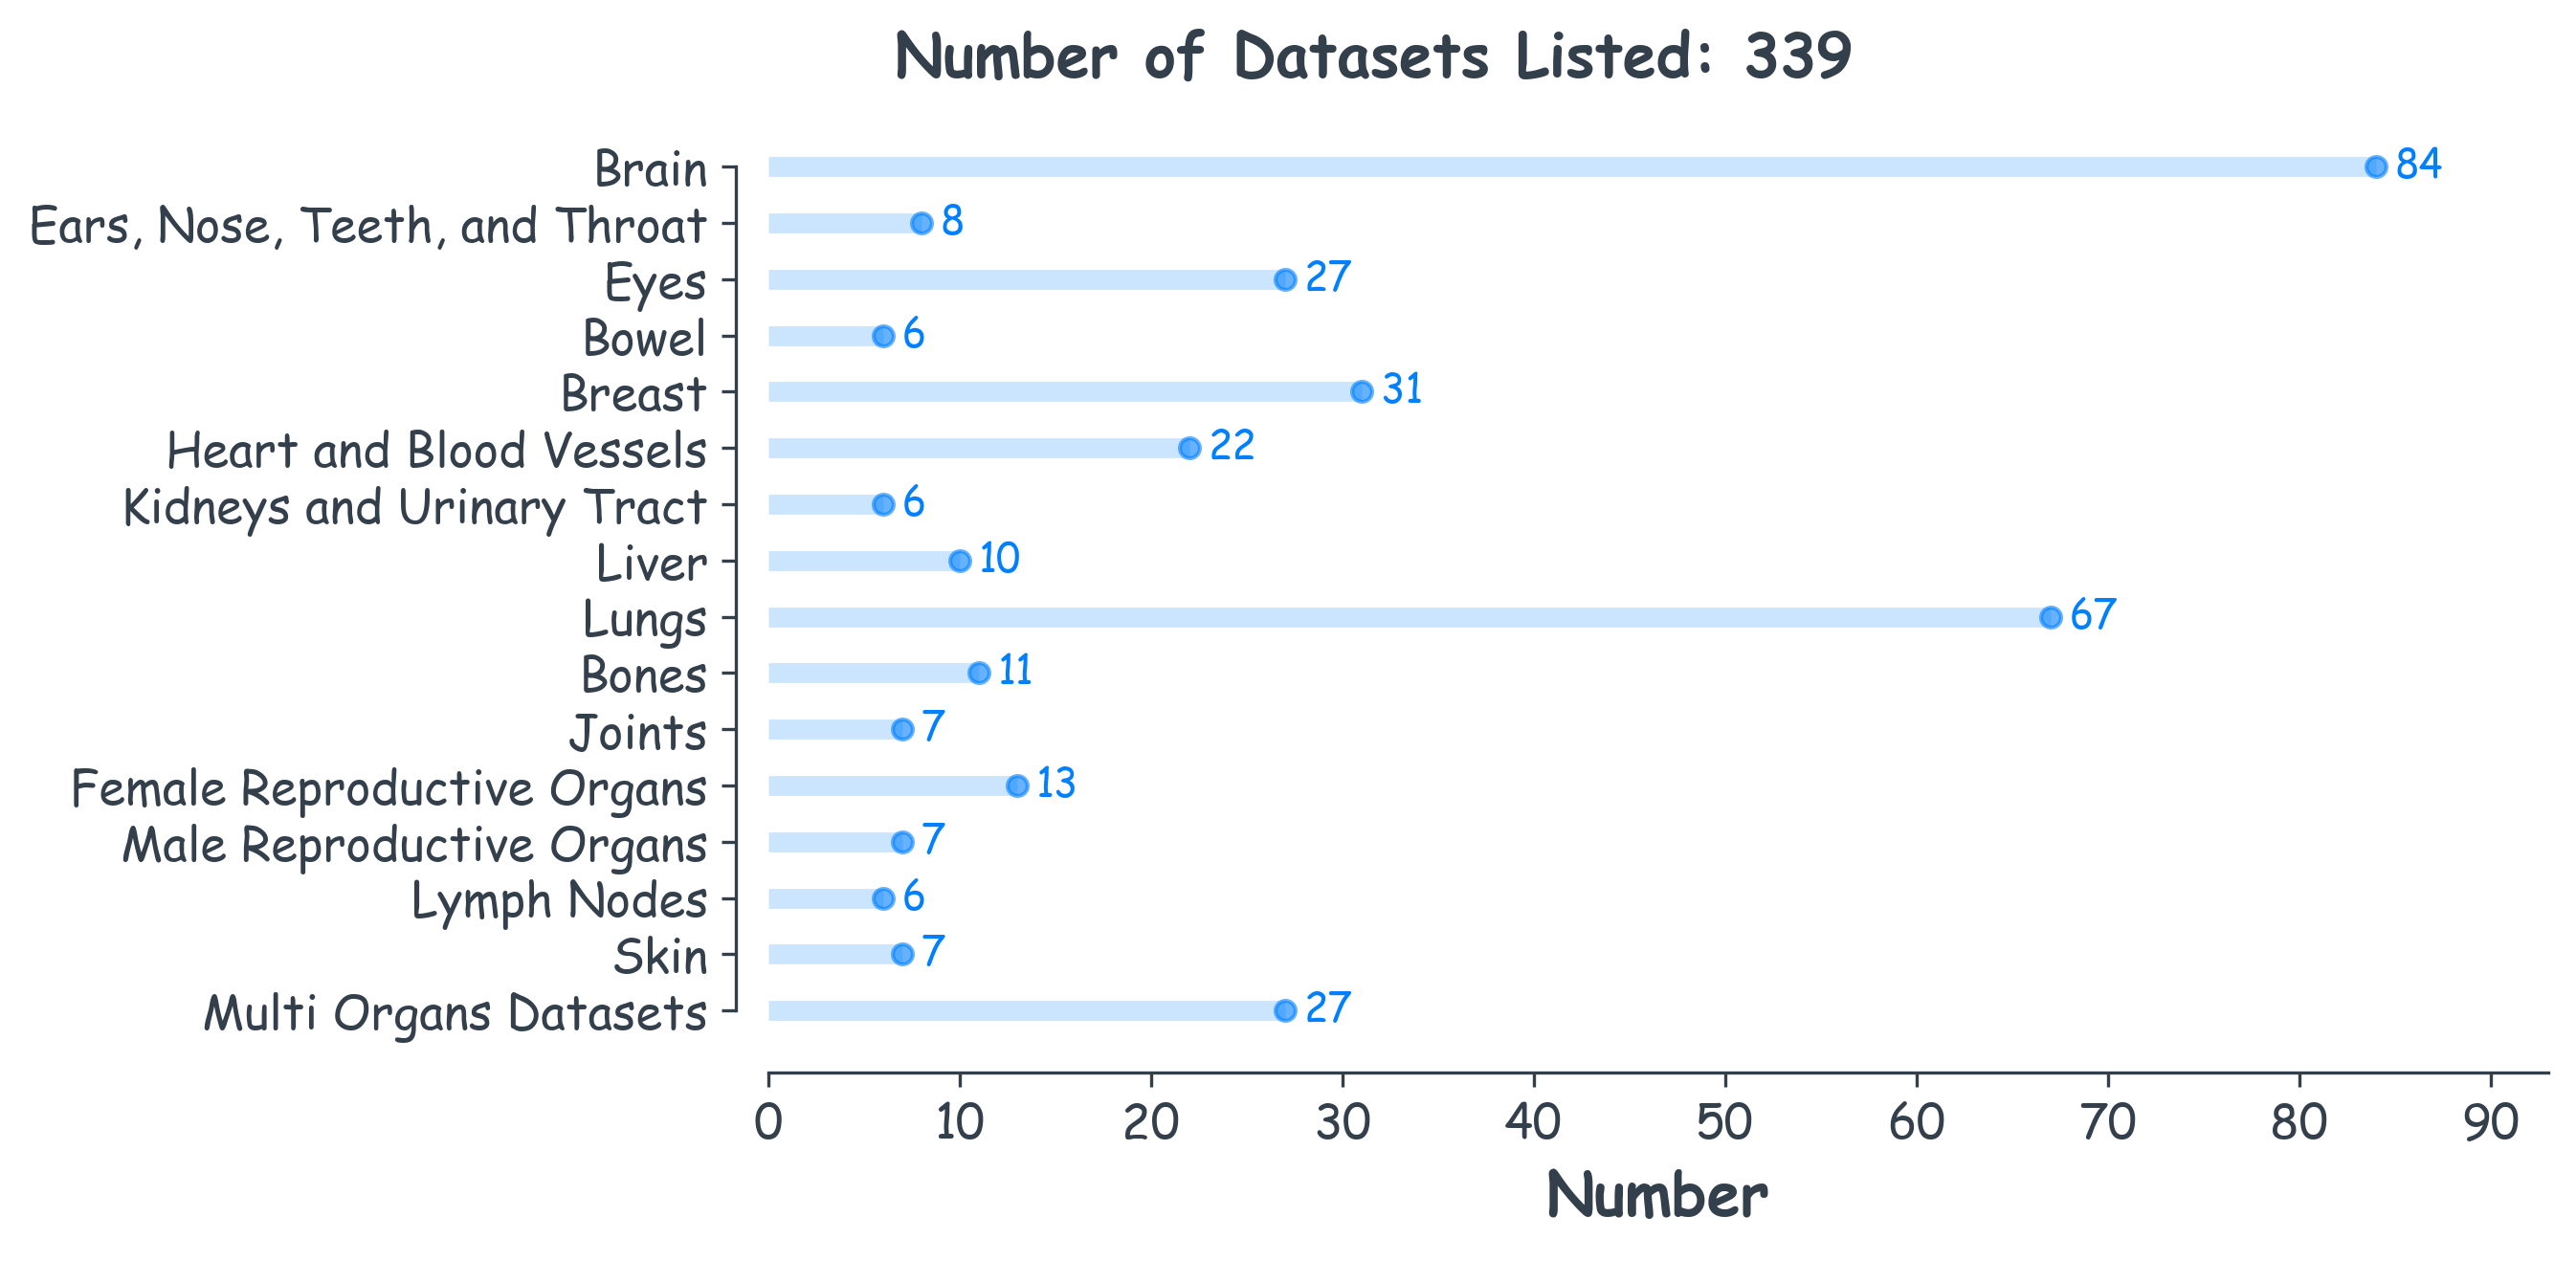 Number of Datasets Listed: 339
Brain 84
Ears, Nose, Teeth, and Throat 8
Eyes 27
Bowel 6
Breast 31
Heart and Blood Vessels 22
Kidneys and Urinary Tract 6
Liver 10
Lungs 67
Bones 11
Joints 7
Female Reproductive Organs 13
Male Reproductive Organs 7
Lymph Nodes 6
Skin 7
Multi Organs Datasets 27
0 10 20 30 40 50 60 70 80 90
Number